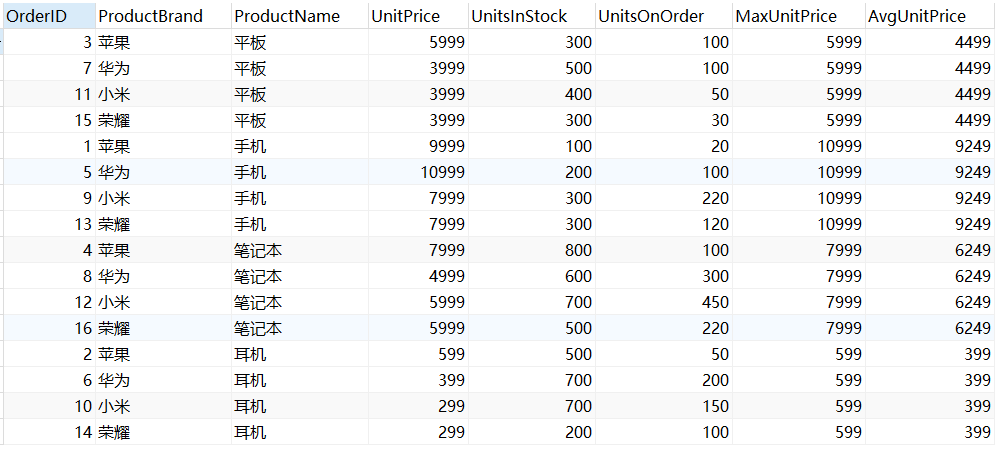 OrderID ProductBrand ProductName UnitPrice UnitsInStock UnitsOnOrder MaxUnitPrice AvgUnitPrice
3 苹果 平板 5999 300 100 5999 4499
7 华为 平板 3999 500 100 5999 4499
11 小米 平板 3999 400 50 5999 4499
15 荣耀 平板 3999 300 30 5999 4499
1 苹果 手机 9999 100 20 10999 9249
5 华为 手机 10999 200 100 10999 9249
9 小米 手机 7999 300 220 10999 9249
13 荣耀 手机 7999 300 120 10999 9249
4 苹果 笔记本 7999 800 100 7999 6249
8 华为 笔记本 4999 600 300 7999 6249
12 小米 笔记本 5999 700 450 7999 6249
16 荣耀 笔记本 5999 500 220 7999 6249
2 苹果 耳机 599 500 50 599 399
6 华为 耳机 399 700 200 599 399
10 小米 耳机 299 700 150 599 399
14 荣耀 耳机 299 200 100 599 399